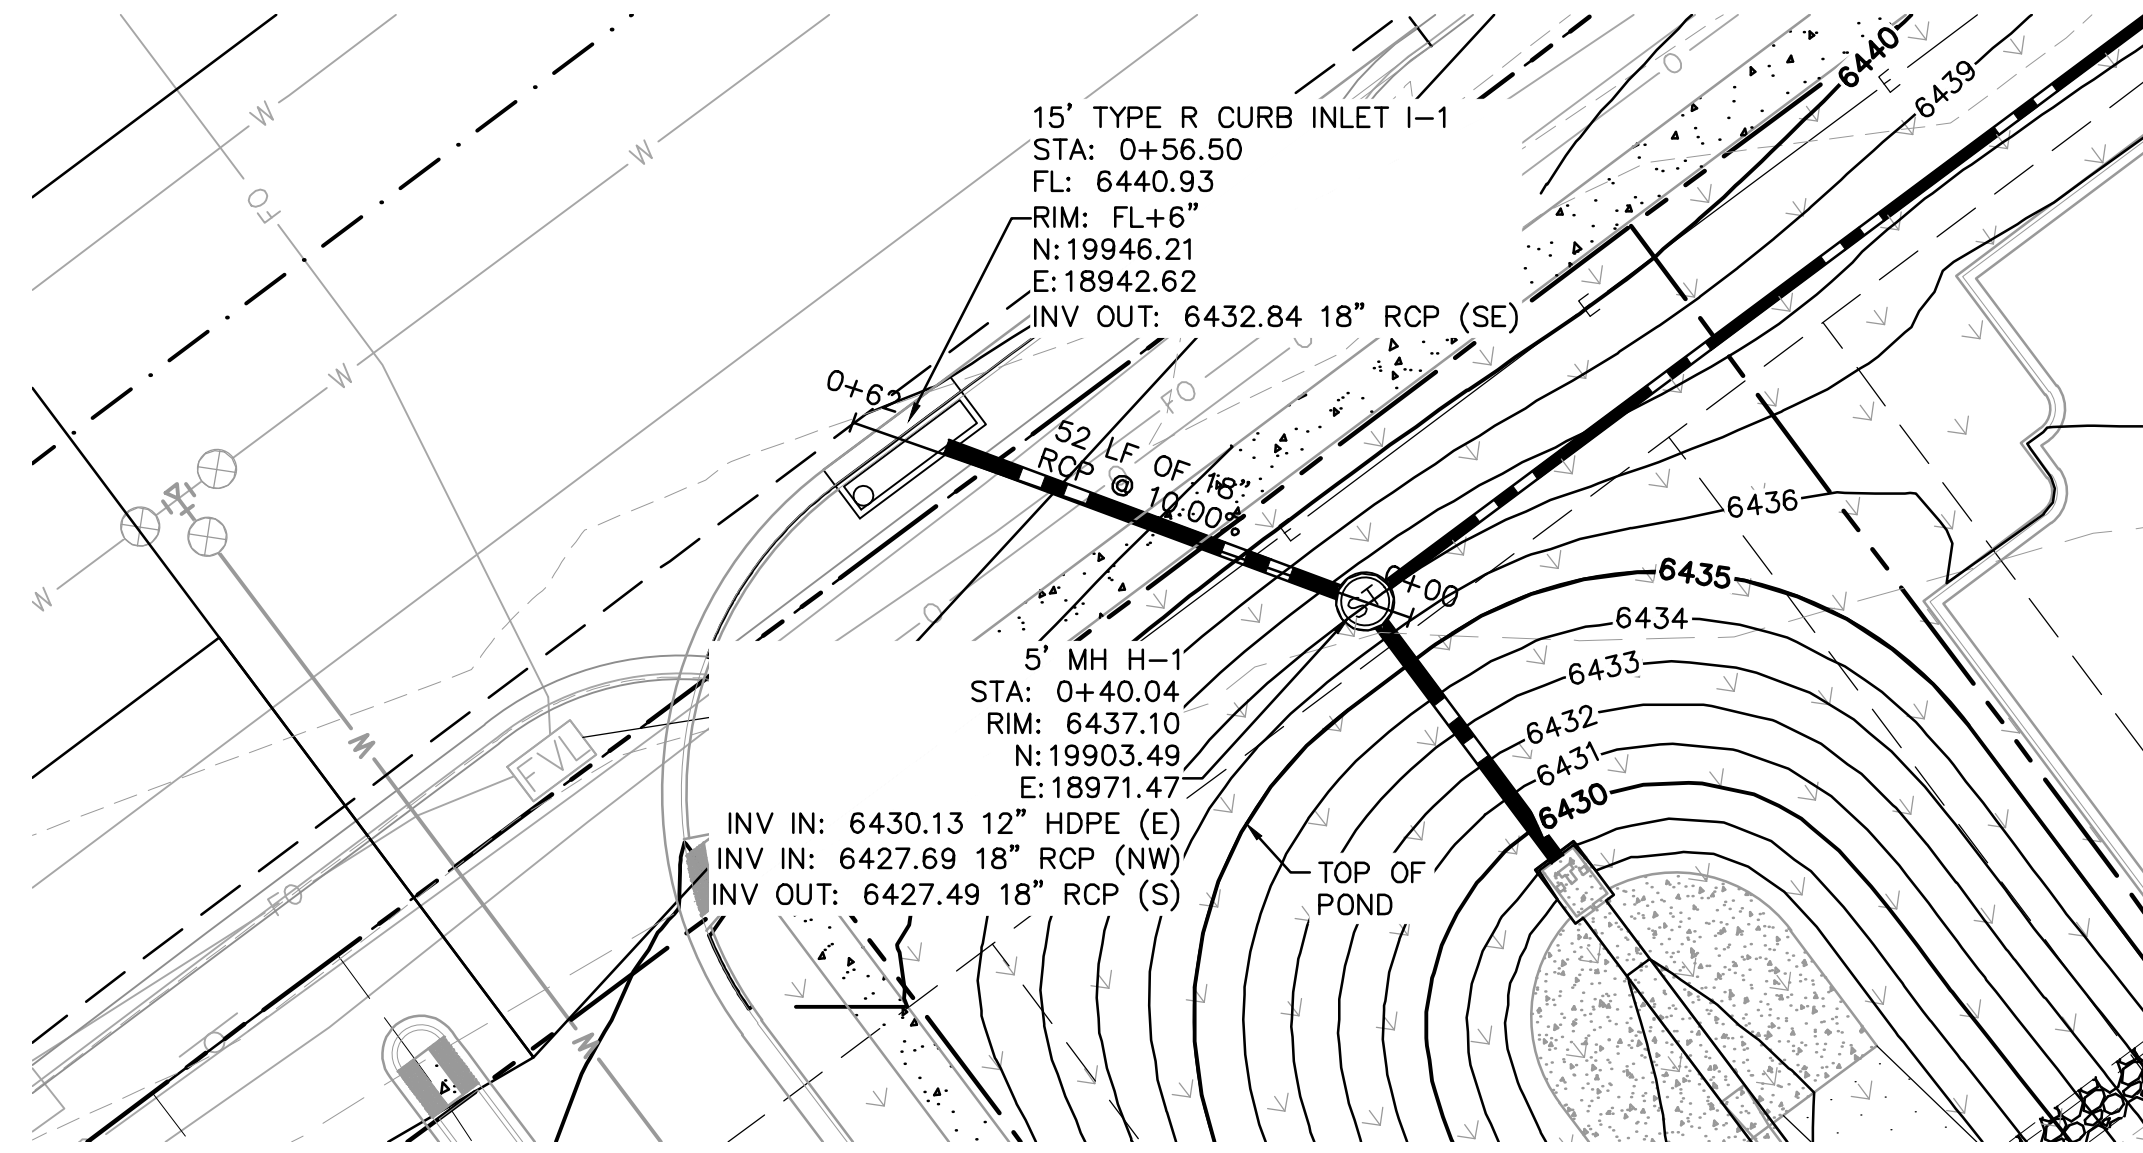 6440
6439
W
W
FO
O
E
15' TYPE R CURB INLET I-1
STA: 0+56.50
FL: 6440.93
RIM: FL+6"
N:19946.21
E:18942.62
INV OUT: 6432.84 18" RCP (SE)
E
O
W
0+62
FO
52 LF OF 18"
RCP @ 10.00%
O
E
6436
W
ST
0+00
6435
6434
O
5' MH H-1
STA: 0+40.04
RIM: 6437.10
N:19903.49
E:18971.47
INV IN: 6430.13 12" HDPE (E)
INV IN: 6427.69 18" RCP (NW)
INV OUT: 6427.49 18" RCP (S)
6433
6432
6431
6430
W
FVL
TOP OF
POND
FO
O
W